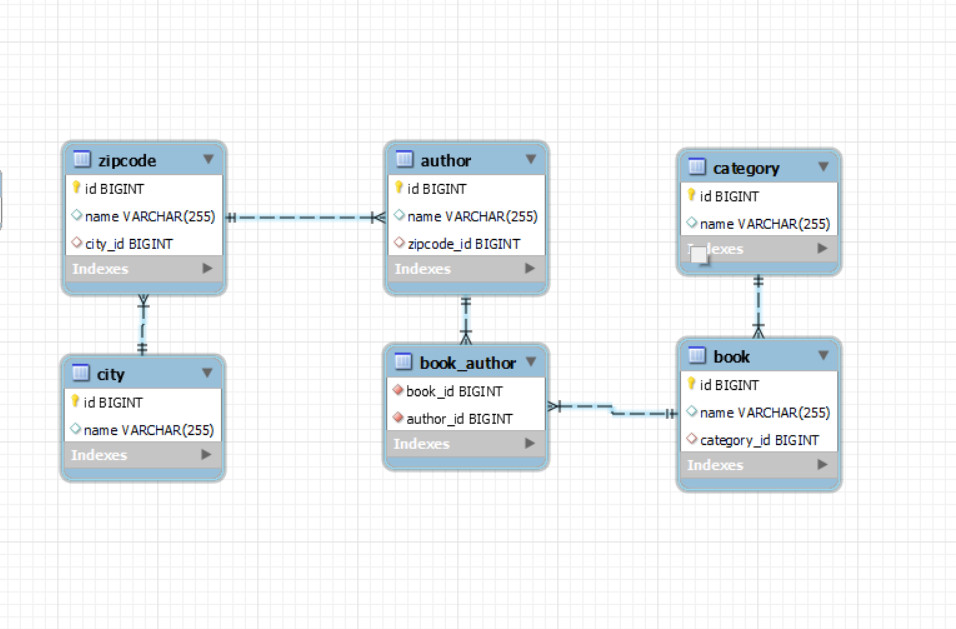 zipcode
id BIGINT
name VARCHAR(255)
city_id BIGINT
Indexes
author
id BIGINT
name VARCHAR(255)
zipcode_id BIGINT
Indexes
category
id BIGINT
name VARCHAR(255)
Indexes
city
id BIGINT
name VARCHAR(255)
Indexes
book_author
book_id BIGINT
author_id BIGINT
Indexes
book
id BIGINT
name VARCHAR(255)
category_id BIGINT
Indexes